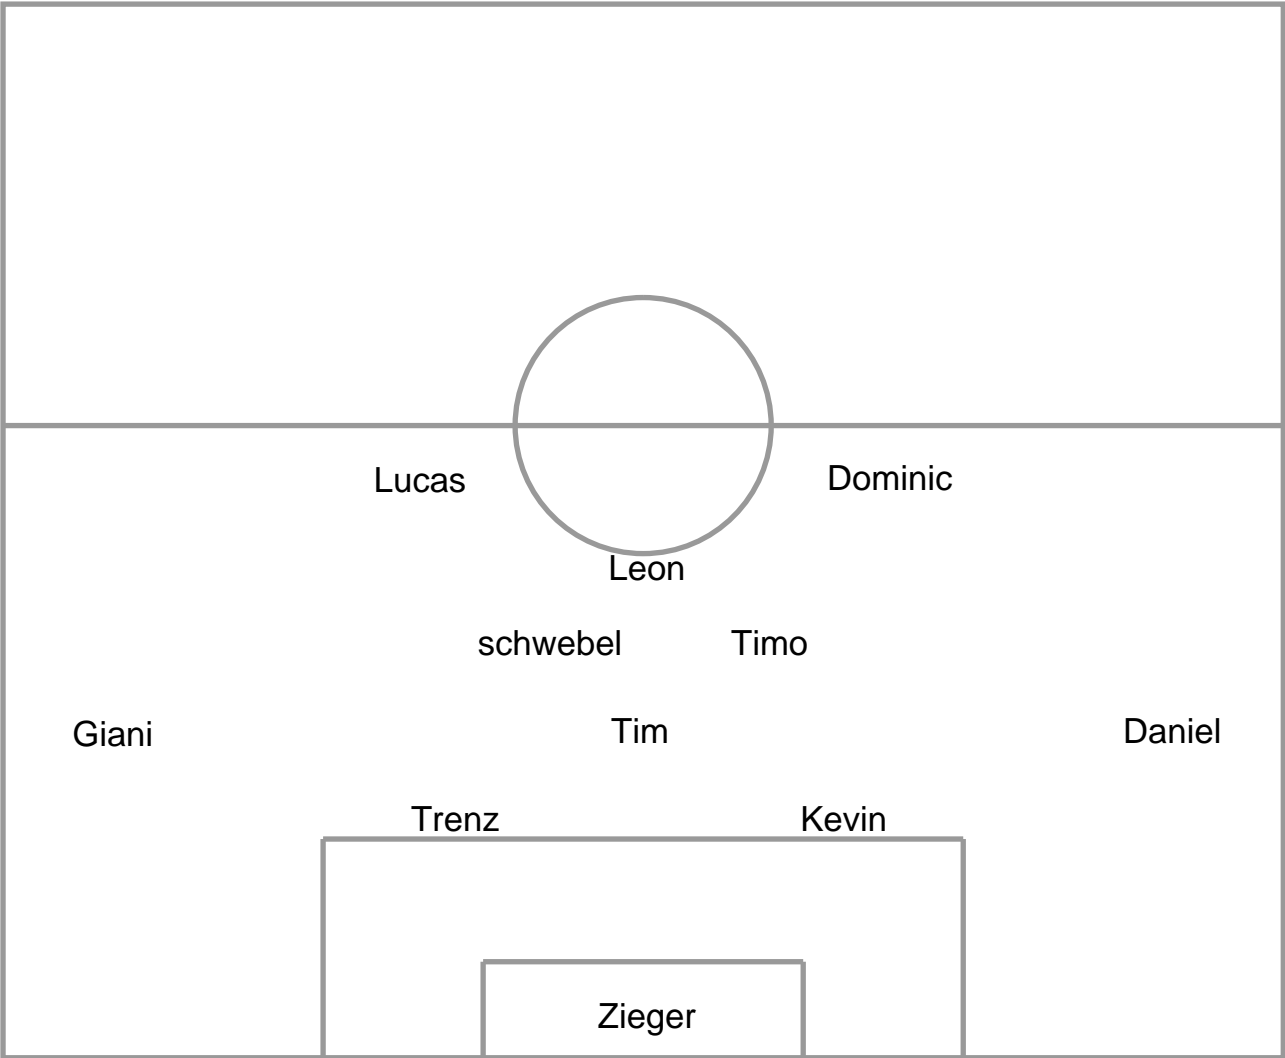 Lucas Dominic
Leon
schwebel Timo
Giani Tim Daniel
Trenz Kevin
Zieger